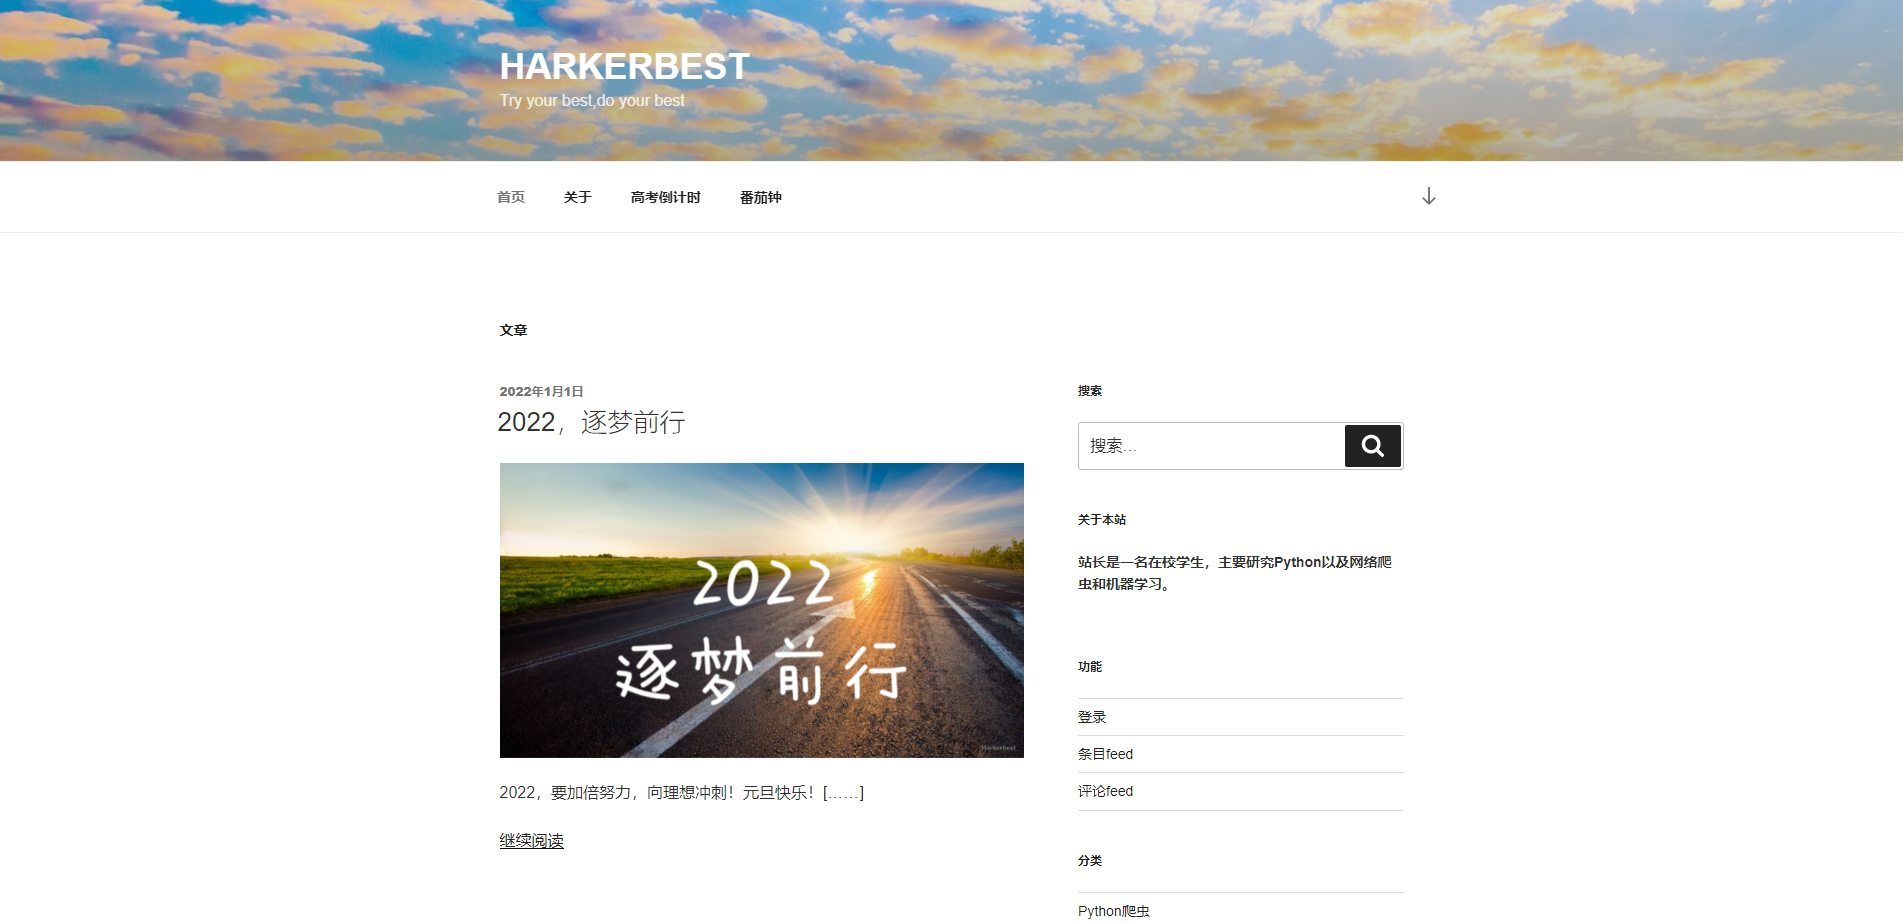 HARKERBEST
Try your best,do your best
首页
关于
高考倒计时
番茄钟
文章
2022年1月1日
2022，逐梦前行
2022
逐梦前行
Harkerbest
2022，要加倍努力，向理想冲刺！元旦快乐！[……]
继续阅读
搜索
搜索…
关于本站
站长是一名在校学生，主要研究Python以及网络爬
虫和机器学习。
功能
登录
条目feed
评论feed
分类
Python爬虫